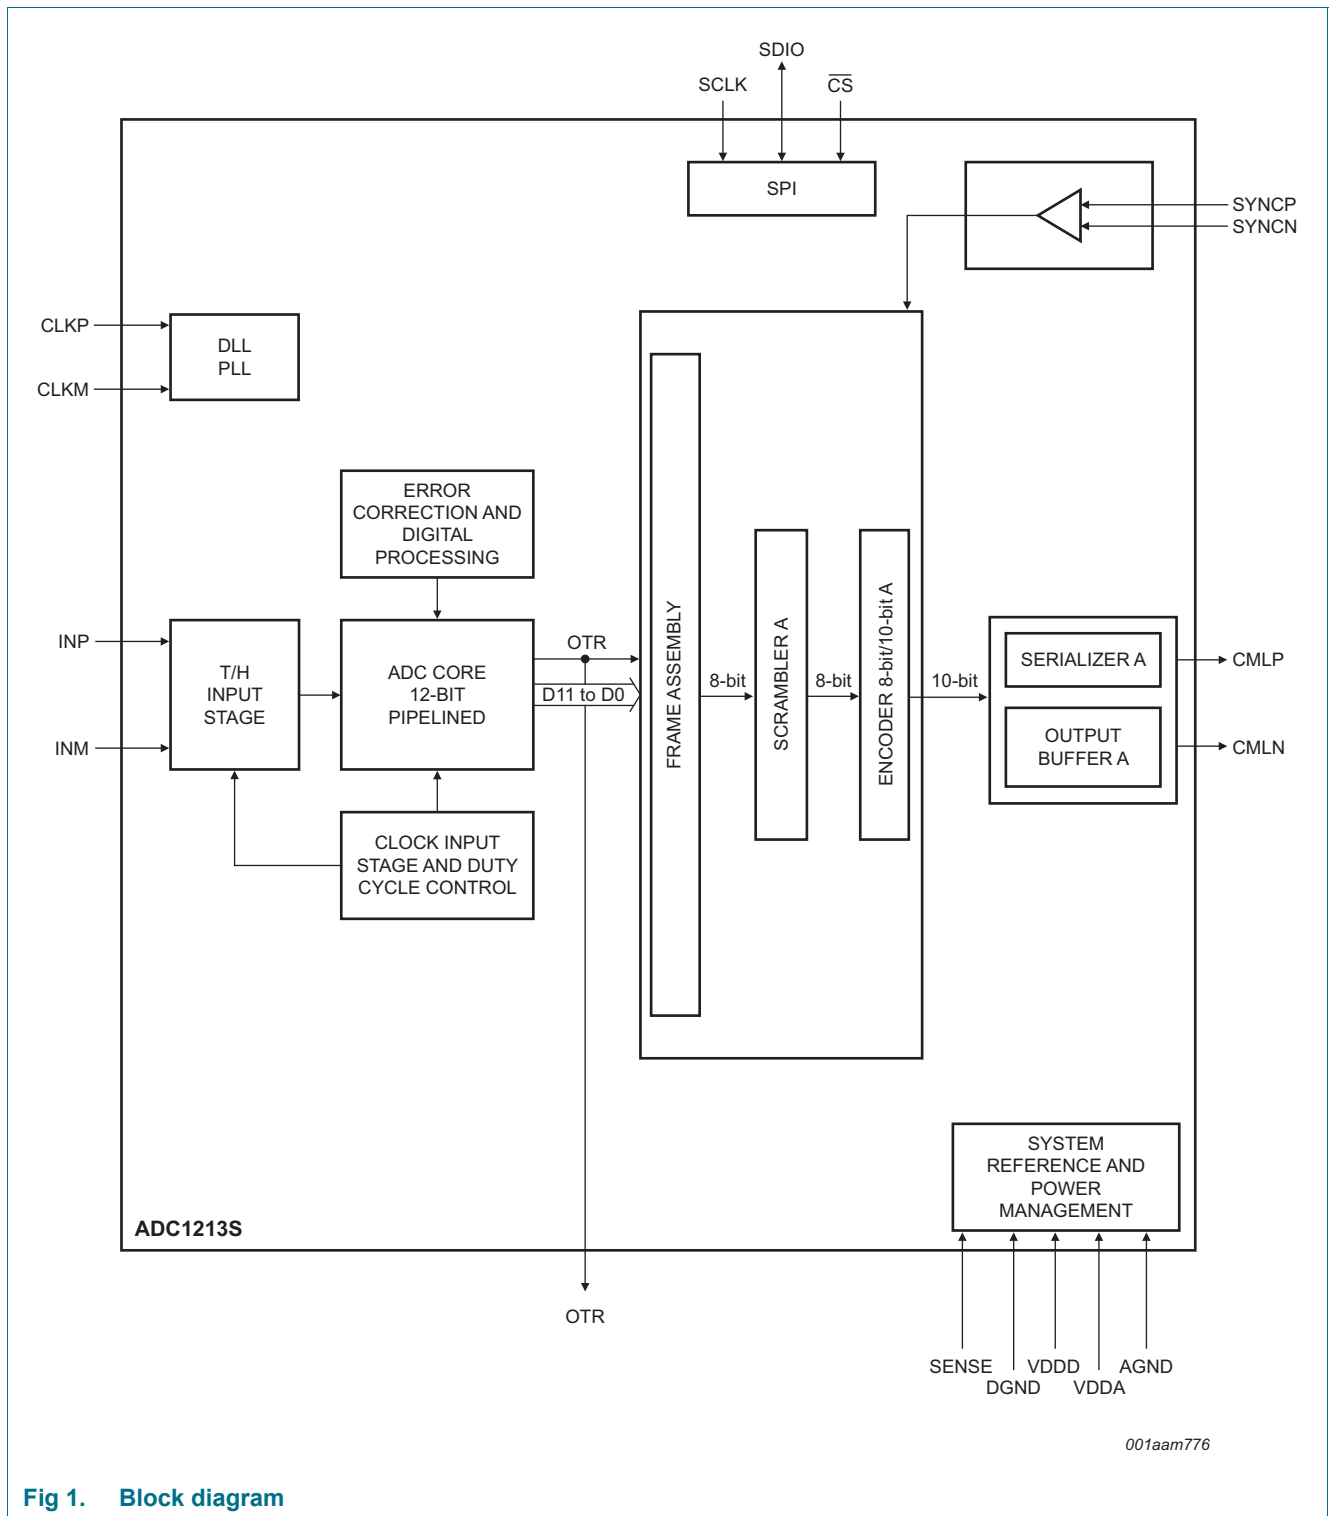 SDIO
SCLK
CS
SPI
SYNCP
SYNCN
CLKP
CLKM
DLL
PLL
ERROR
CORRECTION AND
DIGITAL
PROCESSING
INP
INM
T/H
INPUT
STAGE
ADC CORE
12-BIT
PIPELINED
OTR
D11 to D0
CLOCK INPUT
STAGE AND DUTY
CYCLE CONTROL
FRAME ASSEMBLY
8-bit
SCRAMBLER A
8-bit
ENCODER 8-bit/10-bit A
10-bit
SERIALIZER A
OUTPUT
BUFFER A
CMLP
CMLN
SYSTEM
REFERENCE AND
POWER
MANAGEMENT
ADC1213S
OTR
SENSE
DGND
VDDD
VDDA
AGND
001aam776
Fig 1. Block diagram